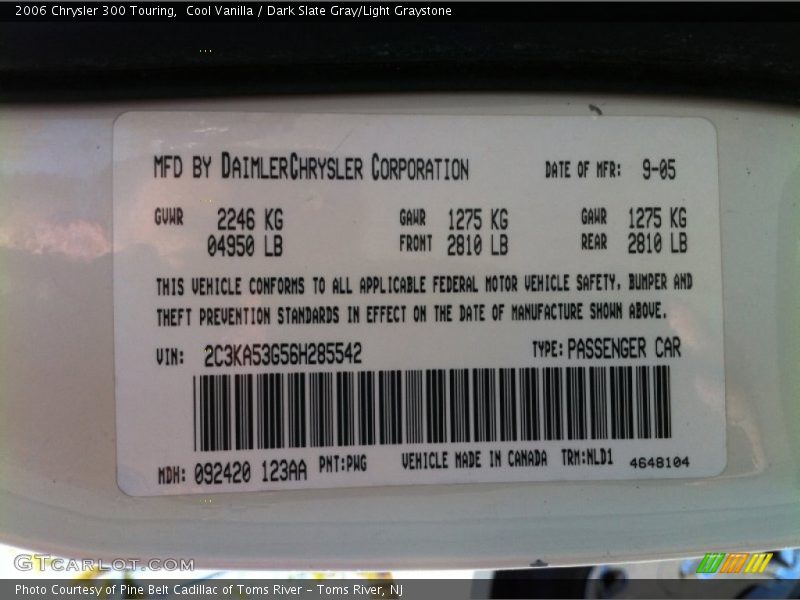 2006 Chrysler 300 Touring,  Cool Vanilla / Dark Slate Gray/Light Graystone
MFD BY DAIMLERCHRYSLER CORPORATION DATE OF MFR: 9-05
GVWR 2246 KG GAWR 1275 KG GAWR 1275 KG
04950 LB FRONT 2810 LB REAR 2810 LB
THIS VEHICLE CONFORMS TO ALL APPLICABLE FEDERAL MOTOR VEHICLE SAFETY, BUMPER AND
THEFT PREVENTION STANDARDS IN EFFECT ON THE DATE OF MANUFACTURE SHOWN ABOVE.
VIN: 2C3KA53G56H285542 TYPE: PASSENGER CAR
MDH: 092420 123AA PNT:PWG VEHICLE MADE IN CANADA TRM:NLD1 4648104
GTCARLOT.COM
Photo Courtesy of Pine Belt Cadillac of Toms River – Toms River, NJ